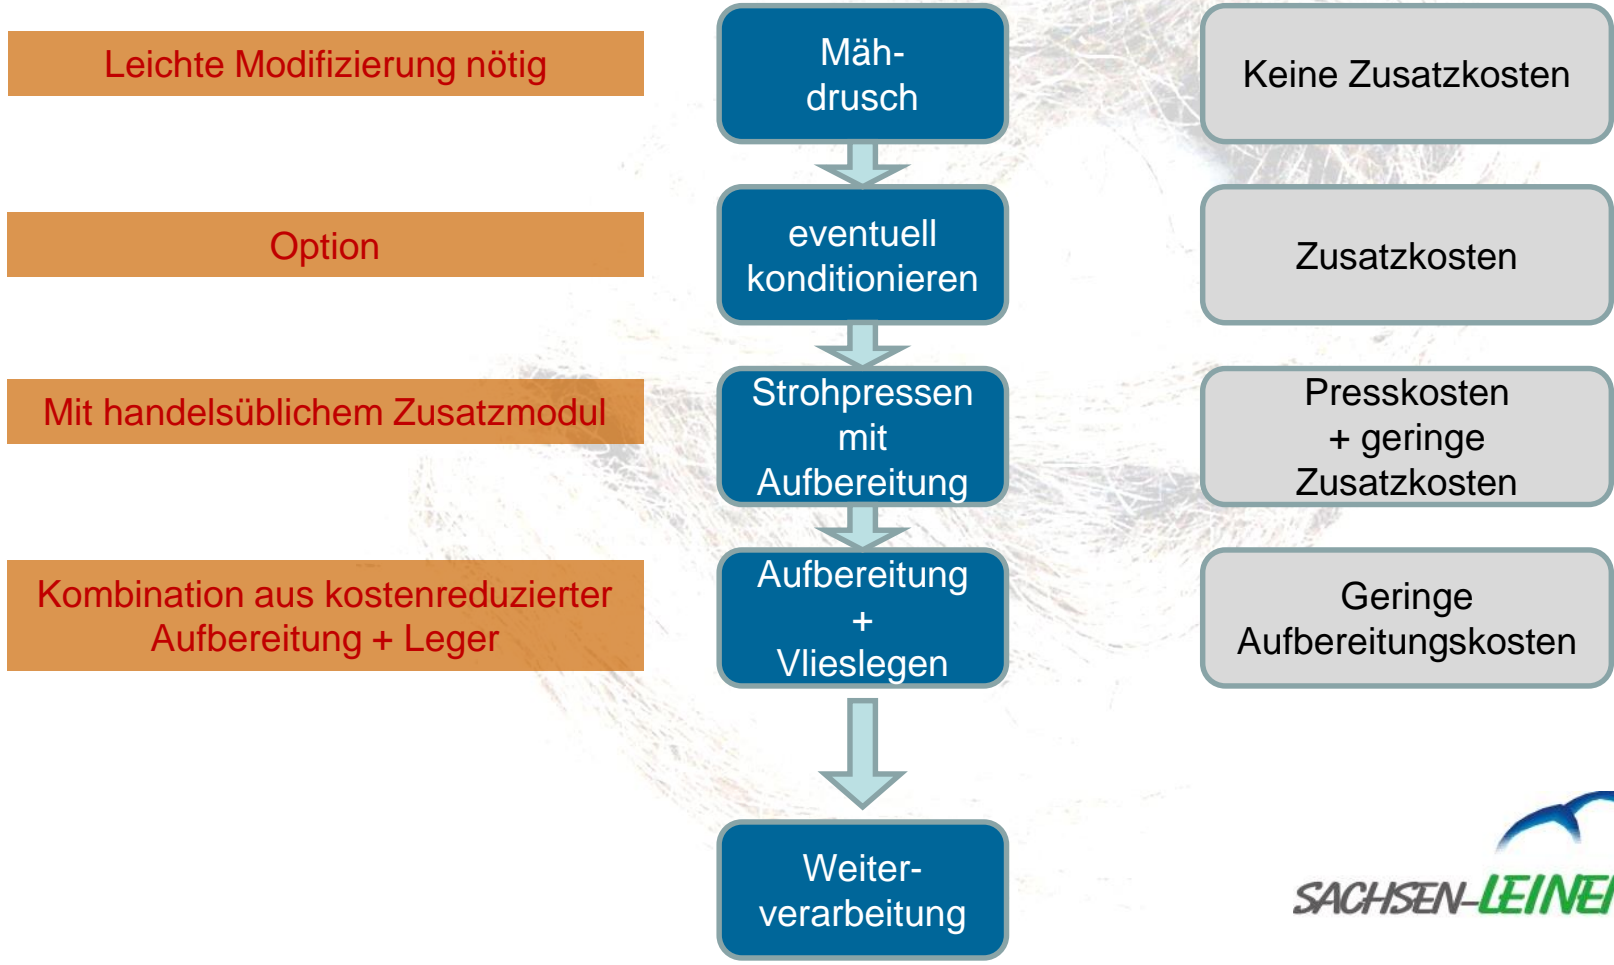 Leichte Modifizierung nötig
Mäh-
drusch
Keine Zusatzkosten
Option
eventuell
konditionieren
Zusatzkosten
Mit handelsüblichem Zusatzmodul
Strohpressen
mit
Aufbereitung
Presskosten
+ geringe
Zusatzkosten
Kombination aus kostenreduzierter
Aufbereitung + Leger
Aufbereitung
+
Vlieslegen
Geringe
Aufbereitungskosten
Weiter-
verarbeitung
SACHSEN-LEINEN